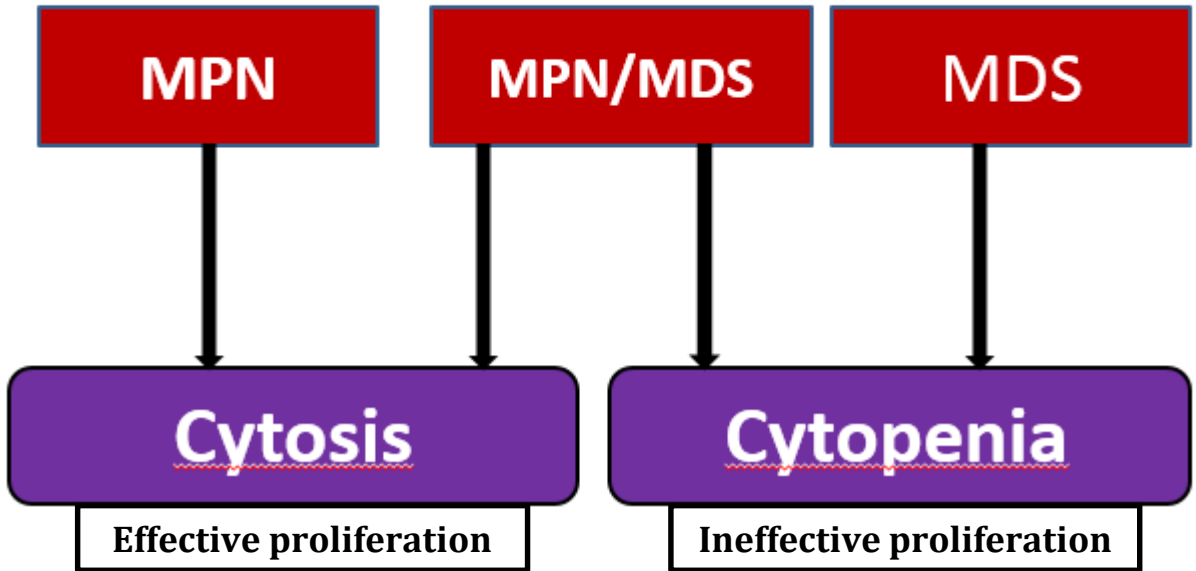 MPN
MPN/MDS
MDS
Cytosis
Cytopenia
Effective proliferation
Ineffective proliferation